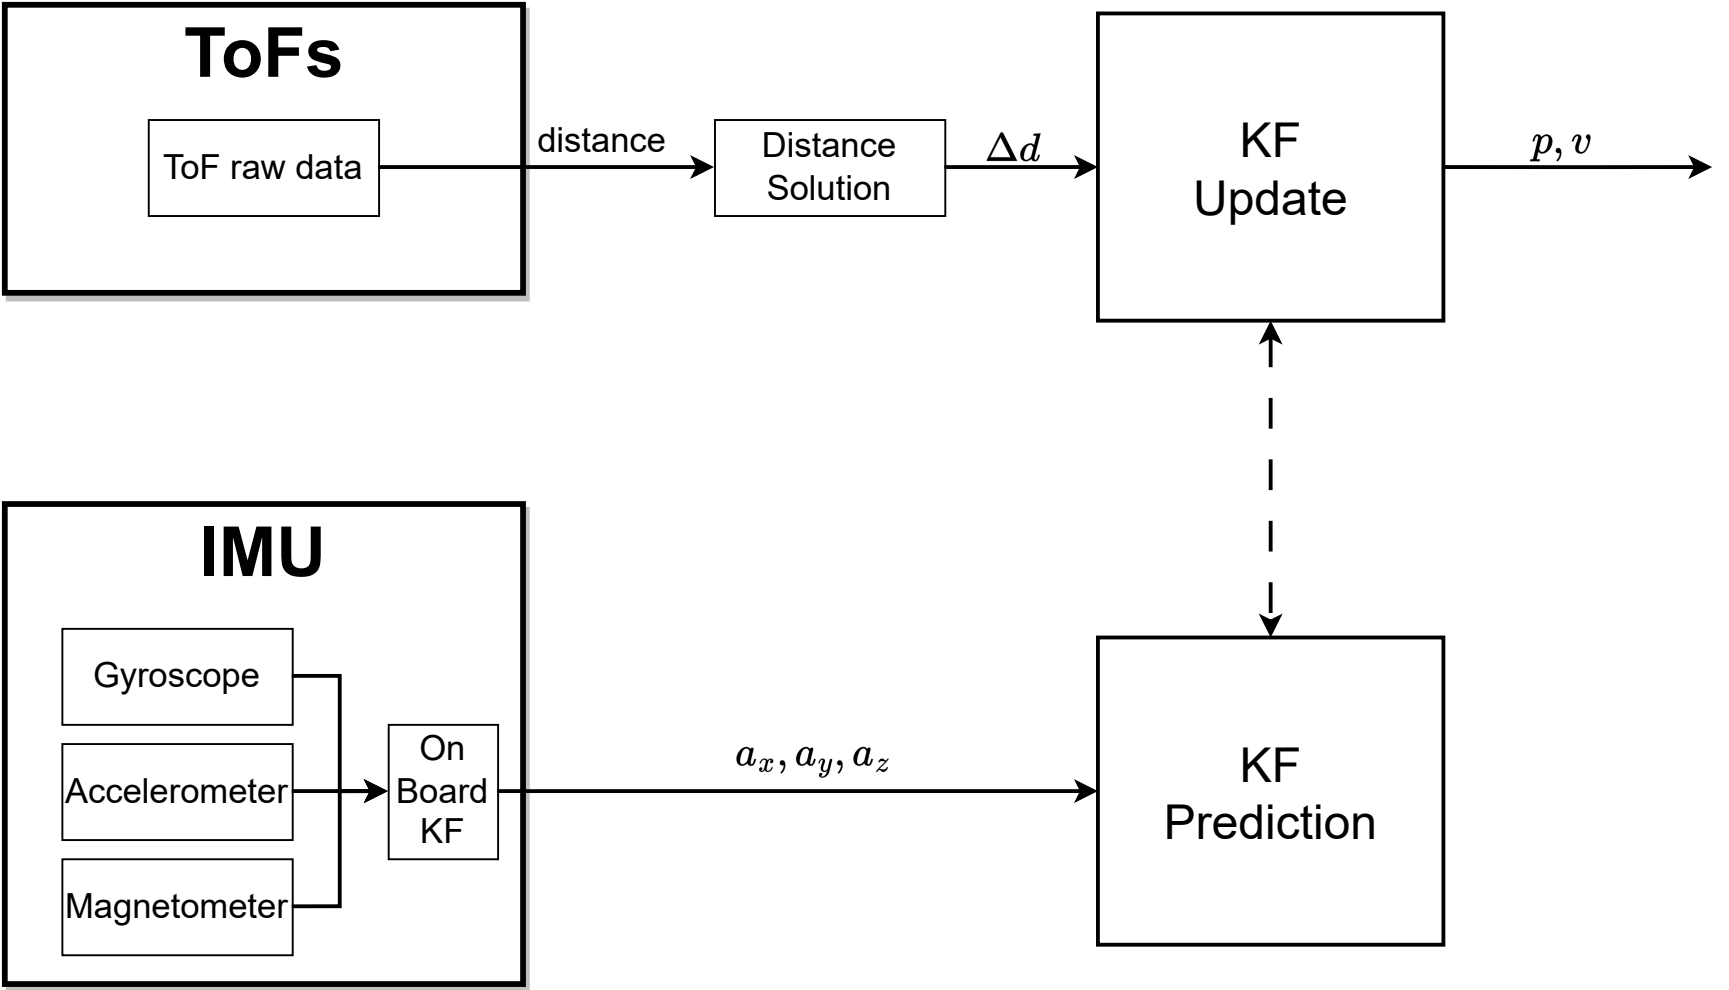 ToFs
ToF raw data
distance
Distance
Solution
Δd
KF
Update
p, v
IMU
Gyroscope
Accelerometer
Magnetometer
On
Board
KF
aₓ, a_y, a_z
KF
Prediction